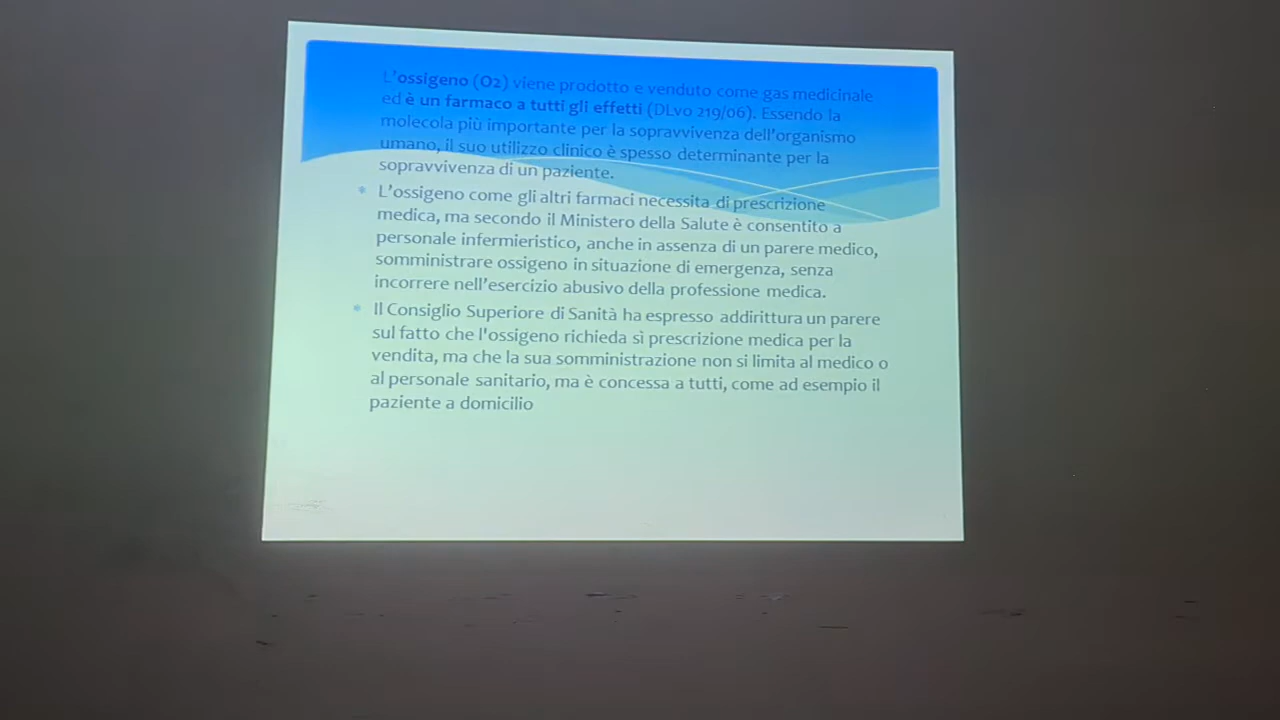 L'ossigeno (O2) viene prodotto e venduto come gas medicinale
ed è un farmaco a tutti gli effetti (DLvo 219/06). Essendo la
molecola più importante per la sopravvivenza dell'organismo
umano, il suo utilizzo clinico è spesso determinante per la
sopravvivenza di un paziente.
L'ossigeno come gli altri farmaci necessita di prescrizione
medica, ma secondo il Ministero della Salute è consentito a
personale infermieristico, anche in assenza di un parere medico,
somministrare ossigeno in situazione di emergenza, senza
incorrere nell'esercizio abusivo della professione medica.
Il Consiglio Superiore di Sanità ha espresso addirittura un parere
sul fatto che l'ossigeno richieda sì prescrizione medica per la
vendita, ma che la sua somministrazione non si limita al medico o
al personale sanitario, ma è concessa a tutti, come ad esempio il
paziente a domicilio